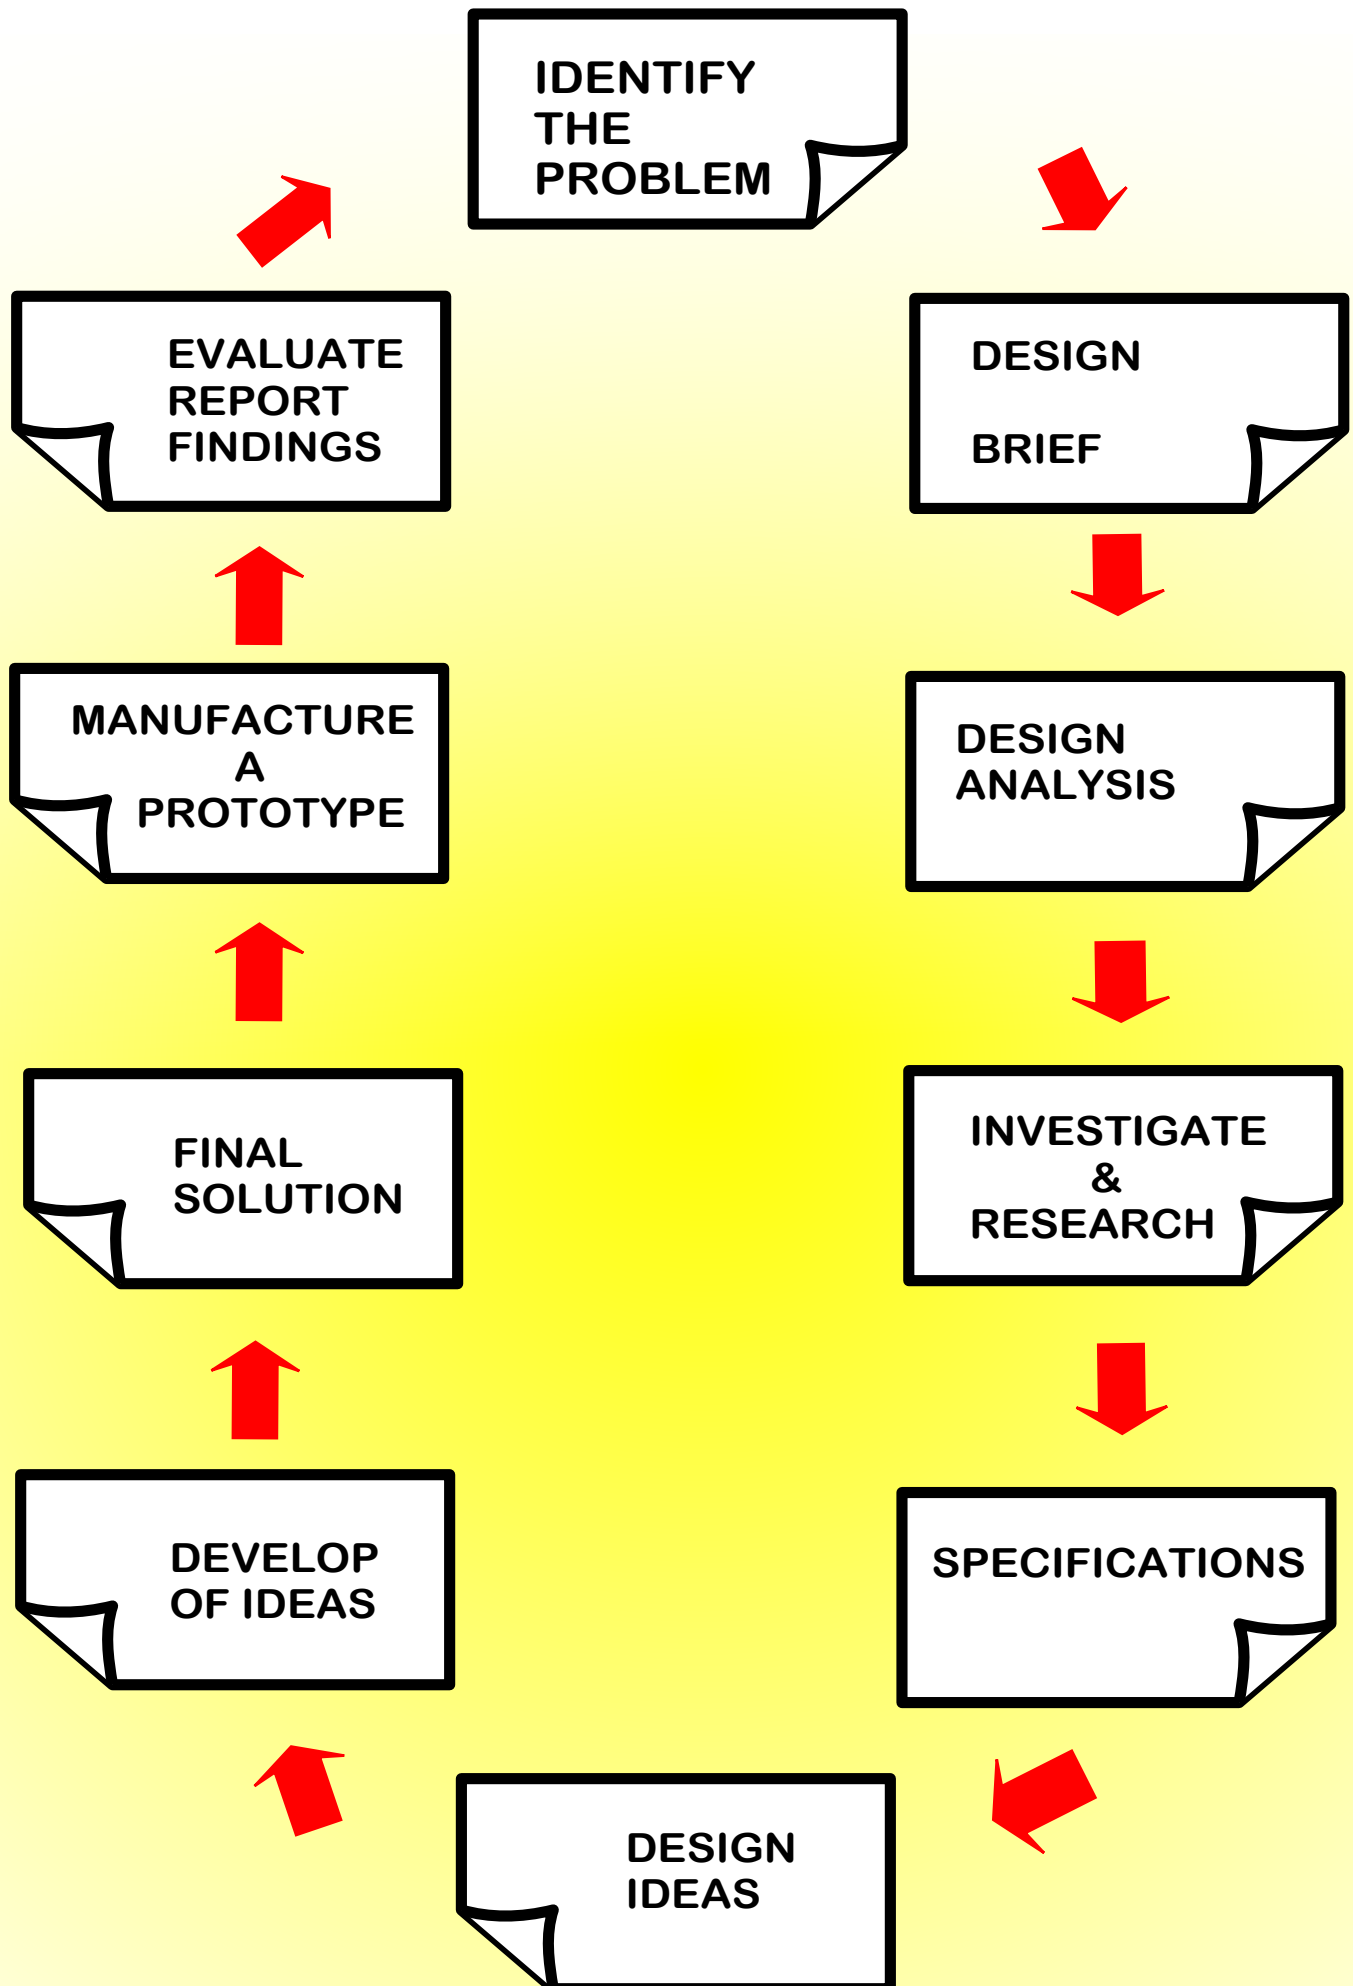 IDENTIFY
THE
PROBLEM
DESIGN
BRIEF
DESIGN
ANALYSIS
INVESTIGATE
&
RESEARCH
SPECIFICATIONS
DESIGN
IDEAS
DEVELOP
OF IDEAS
FINAL
SOLUTION
MANUFACTURE
A
PROTOTYPE
EVALUATE
REPORT
FINDINGS